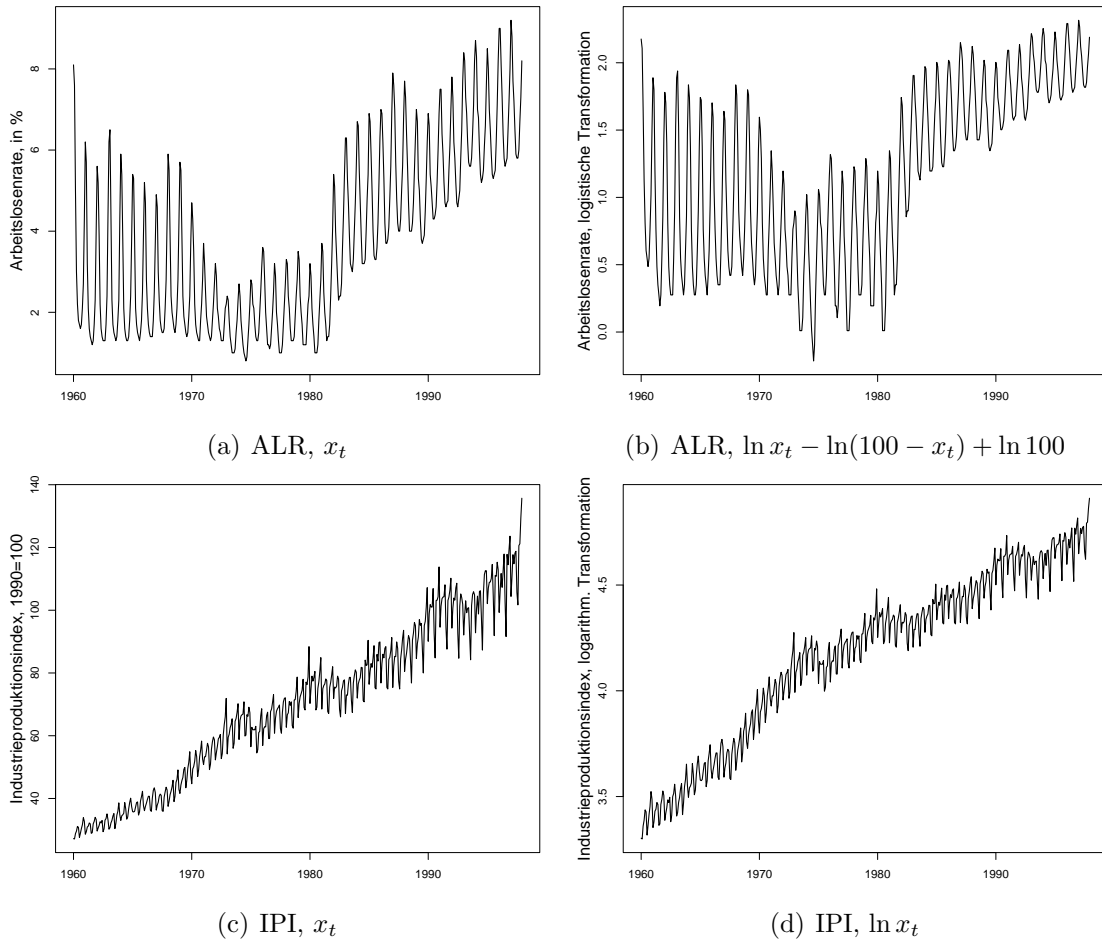 Arbeitslosenrate, in %
8
6
4
2
1960 1970 1980 1990
(a) ALR, x_t
Arbeitslosenrate, logistische Transformation
2.0
1.5
1.0
0.5
0.0
1960 1970 1980 1990
(b) ALR, ln x_t − ln(100 − x_t) + ln 100
Industrieproduktionsindex, 1990=100
140
120
100
80
60
40
1960 1970 1980 1990
(c) IPI, x_t
Industrieproduktionsindex, logarithm. Transformation
4.5
4.0
3.5
1960 1970 1980 1990
(d) IPI, ln x_t